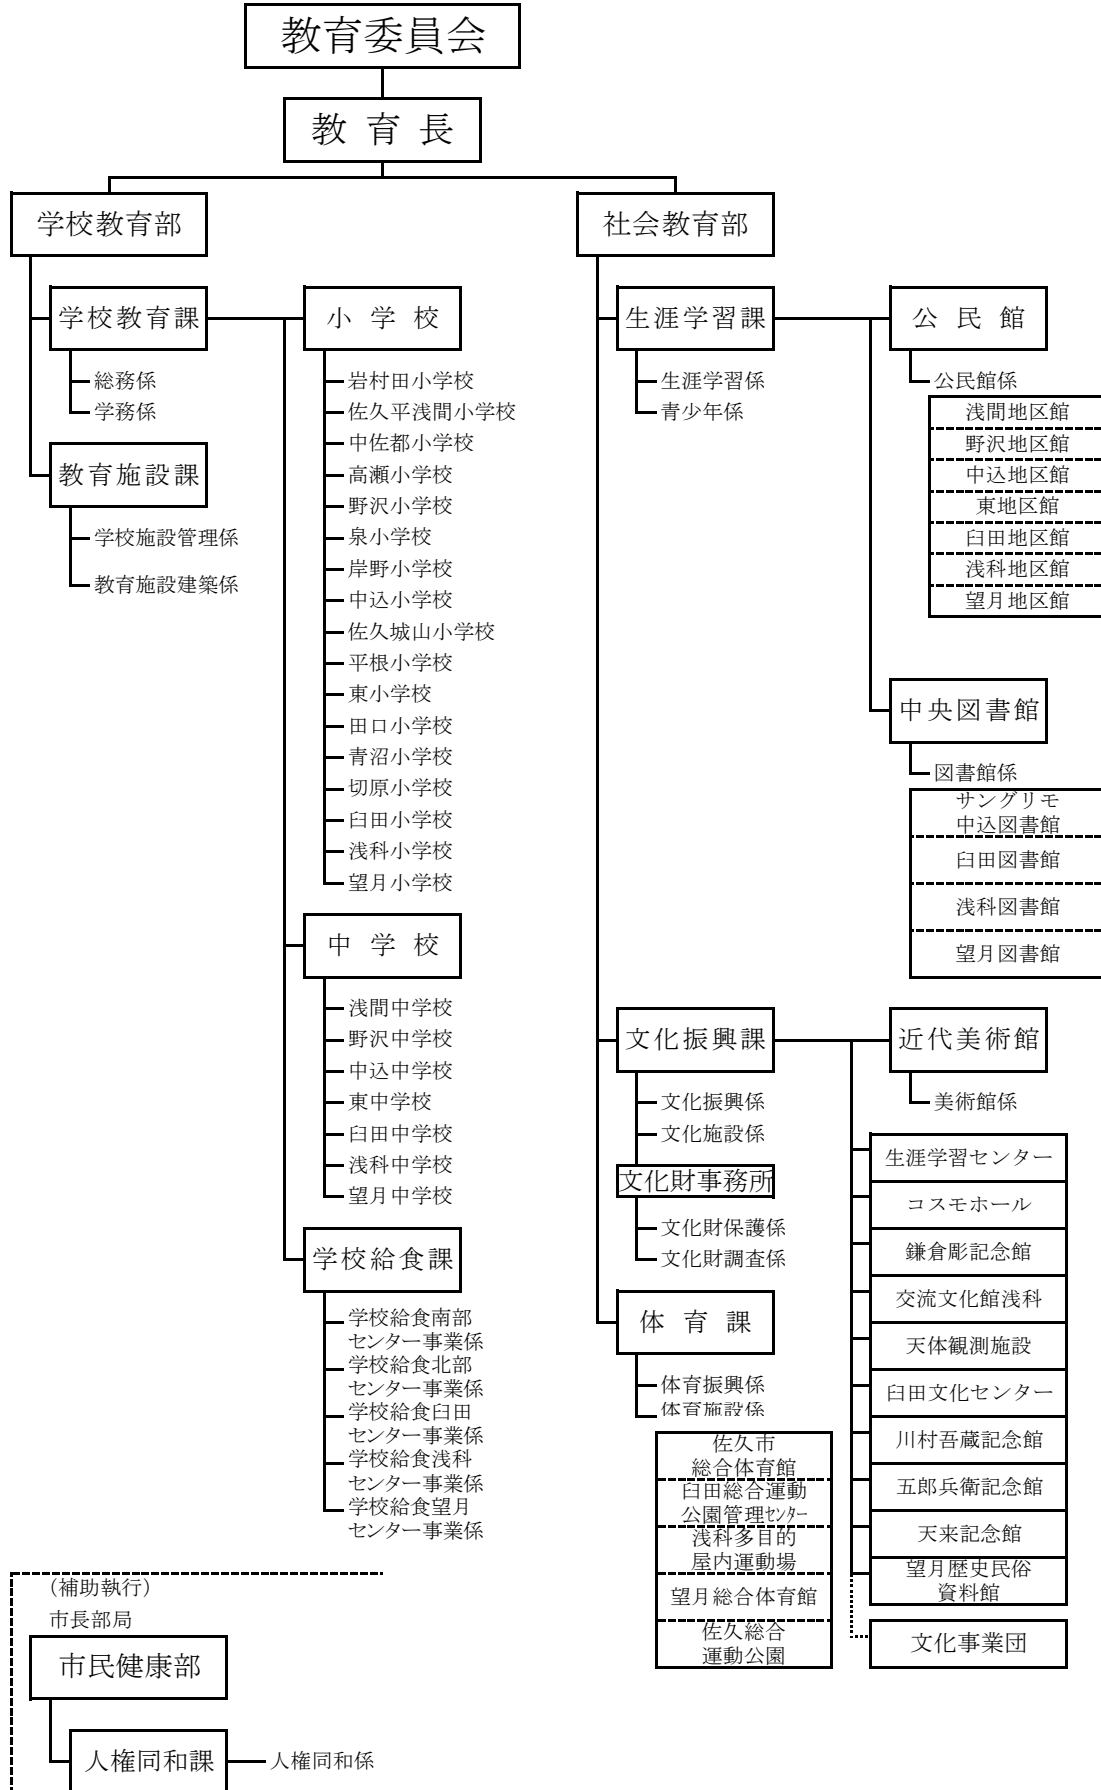 教育委員会
教育長
学校教育部
学校教育課
総務係
学務係
教育施設課
学校施設管理係
教育施設建築係
小学校
岩村田小学校
佐久平浅間小学校
中佐都小学校
高瀬小学校
野沢小学校
泉小学校
岸野小学校
中込小学校
佐久城山小学校
平根小学校
東小学校
田口小学校
青沼小学校
切原小学校
臼田小学校
浅科小学校
望月小学校
中学校
浅間中学校
野沢中学校
中込中学校
東中学校
臼田中学校
浅科中学校
望月中学校
学校給食課
学校給食南部
センター事業係
学校給食北部
センター事業係
学校給食臼田
センター事業係
学校給食浅科
センター事業係
学校給食望月
センター事業係
社会教育部
生涯学習課
生涯学習係
青少年係
公民館
公民館係
浅間地区館
野沢地区館
中込地区館
東地区館
臼田地区館
浅科地区館
望月地区館
中央図書館
図書館係
サングリモ
中込図書館
臼田図書館
浅科図書館
望月図書館
文化振興課
文化振興係
文化施設係
文化財事務所
文化財保護係
文化財調査係
近代美術館
美術館係
生涯学習センター
コスモホール
鎌倉彫記念館
交流文化館浅科
天体観測施設
臼田文化センター
川村吾蔵記念館
五郎兵衛記念館
天来記念館
望月歴史民俗
資料館
文化事業団
体育課
体育振興係
体育施設係
佐久市
総合体育館
臼田総合運動
公園管理センター
浅科多目的
屋内運動場
望月総合体育館
佐久総合
運動公園
（補助執行）
市長部局
市民健康部
人権同和課
人権同和係